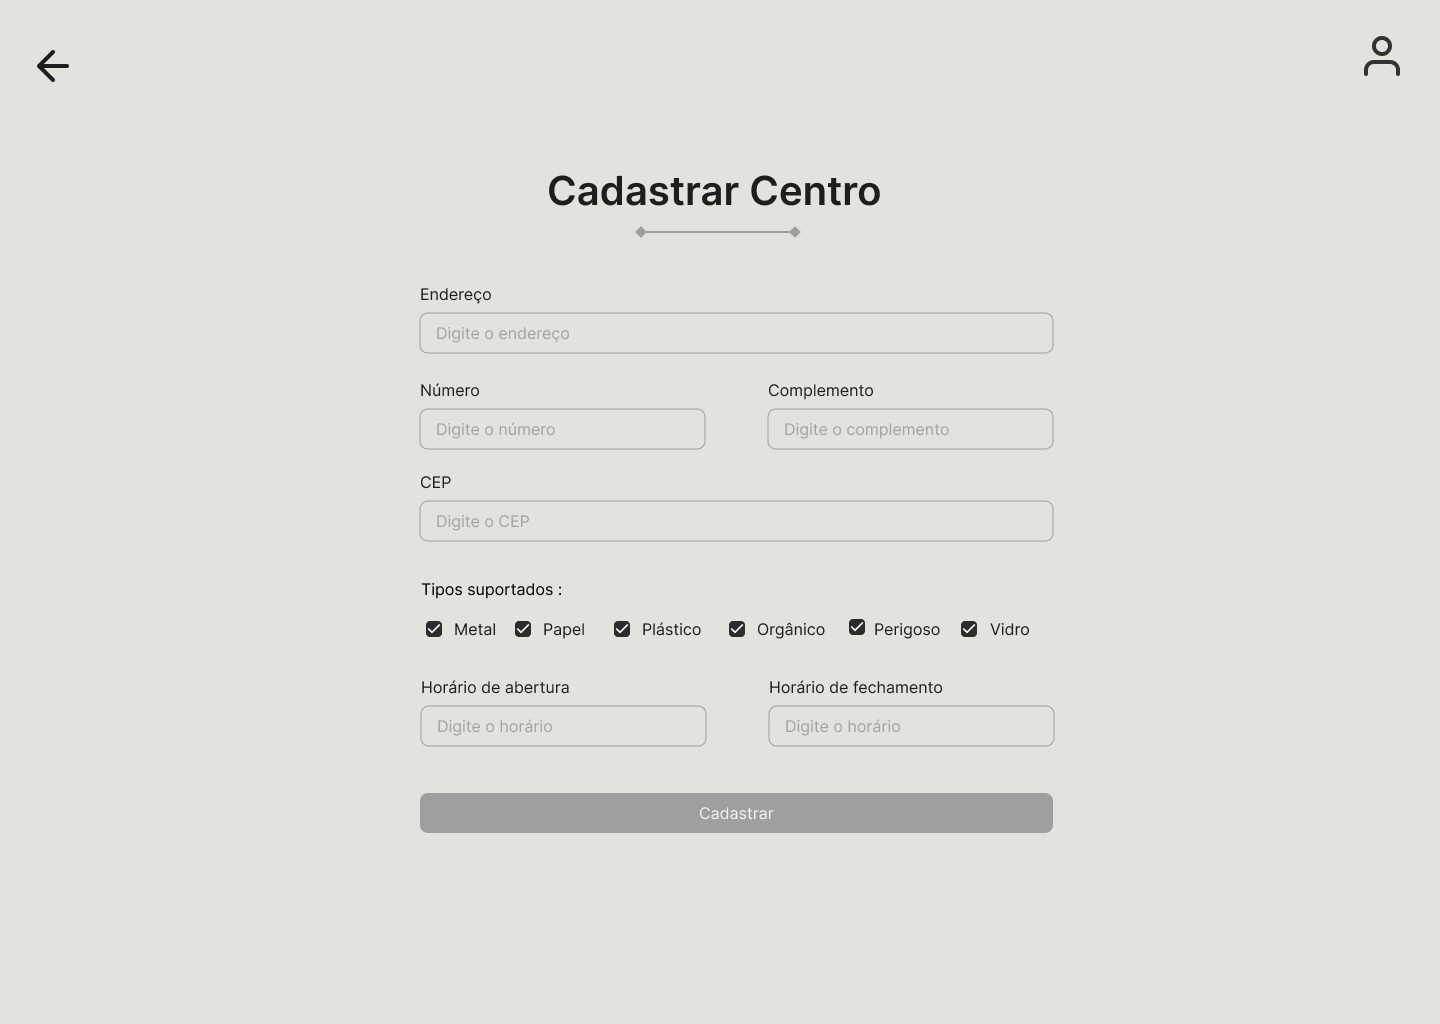 Cadastrar Centro
Endereço
Digite o endereço
Número Complemento
Digite o número Digite o complemento
CEP
Digite o CEP
Tipos suportados :
Metal Papel Plástico Orgânico Perigoso Vidro
Horário de abertura Horário de fechamento
Digite o horário Digite o horário
Cadastrar